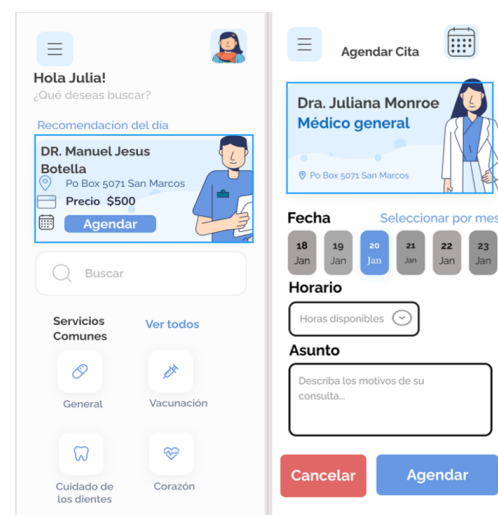 Hola Julia!
¿Qué deseas buscar?
Recomendacion del día
DR. Manuel Jesus
Botella
Po Box 5071 San Marcos
Precio $500
Agendar
Buscar
Servicios
Comunes
Ver todos
General
Vacunación
Cuidado de
los dientes
Corazón
Agendar Cita
Dra. Juliana Monroe
Médico general
Po Box 5071 San Marcos
Fecha
Seleccionar por mes
18 19 20 21 22 23
Jan Jan Jan Jan Jan Jan
Horario
Horas disponibles
Asunto
Describa los motivos de su
consulta...
Cancelar
Agendar